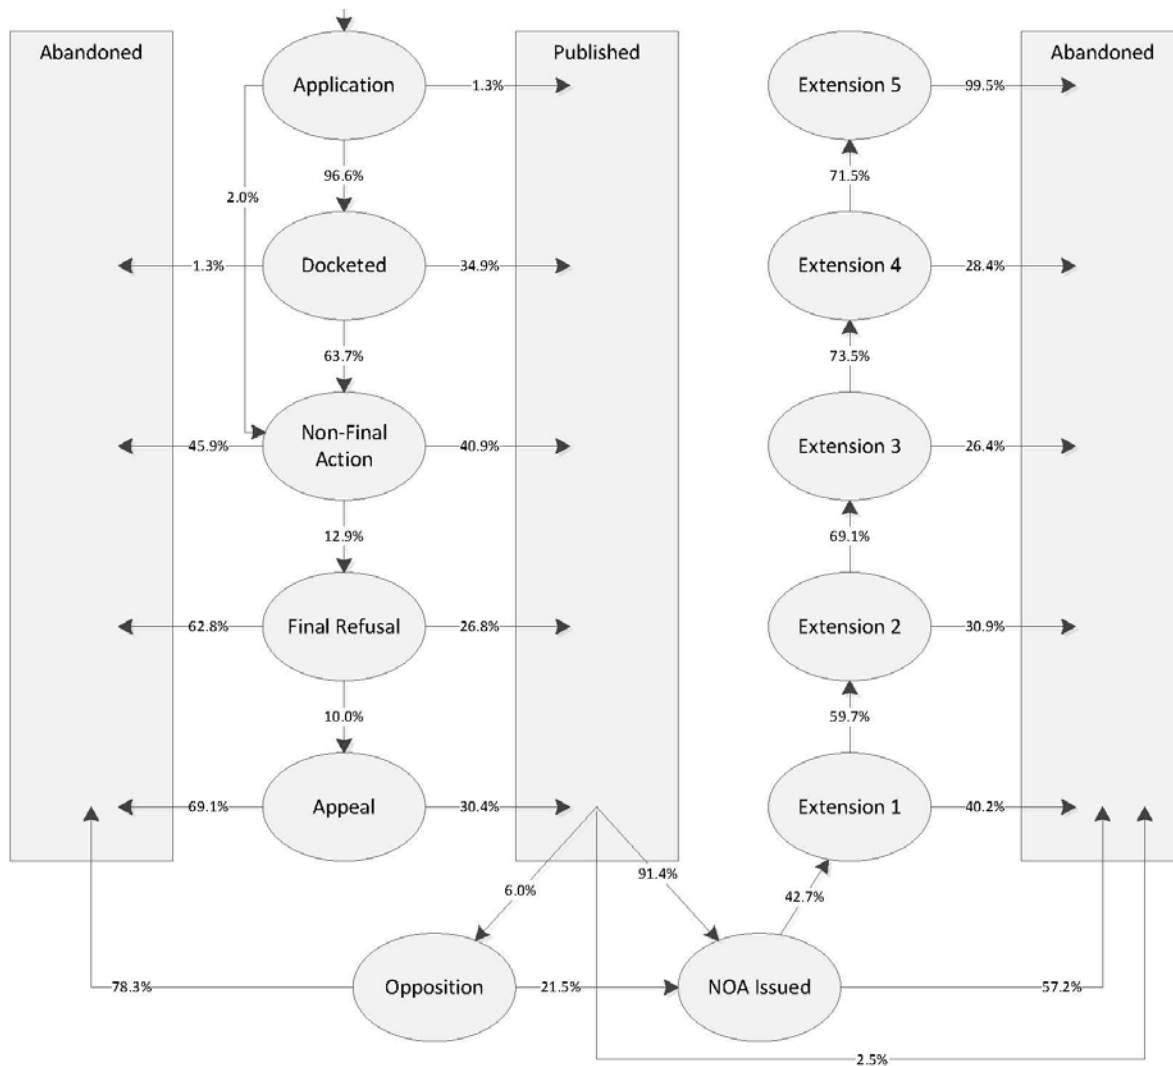 Abandoned
Application
Published
Extension 5
Abandoned
1.3%
99.5%
96.6%
71.5%
2.0%
1.3%
Docketed
34.9%
Extension 4
28.4%
63.7%
73.5%
45.9%
Non-Final
Action
40.9%
Extension 3
26.4%
12.9%
69.1%
62.8%
Final Refusal
26.8%
Extension 2
30.9%
10.0%
59.7%
69.1%
Appeal
30.4%
Extension 1
40.2%
6.0%
91.4%
42.7%
78.3%
Opposition
21.5%
NOA Issued
57.2%
2.5%